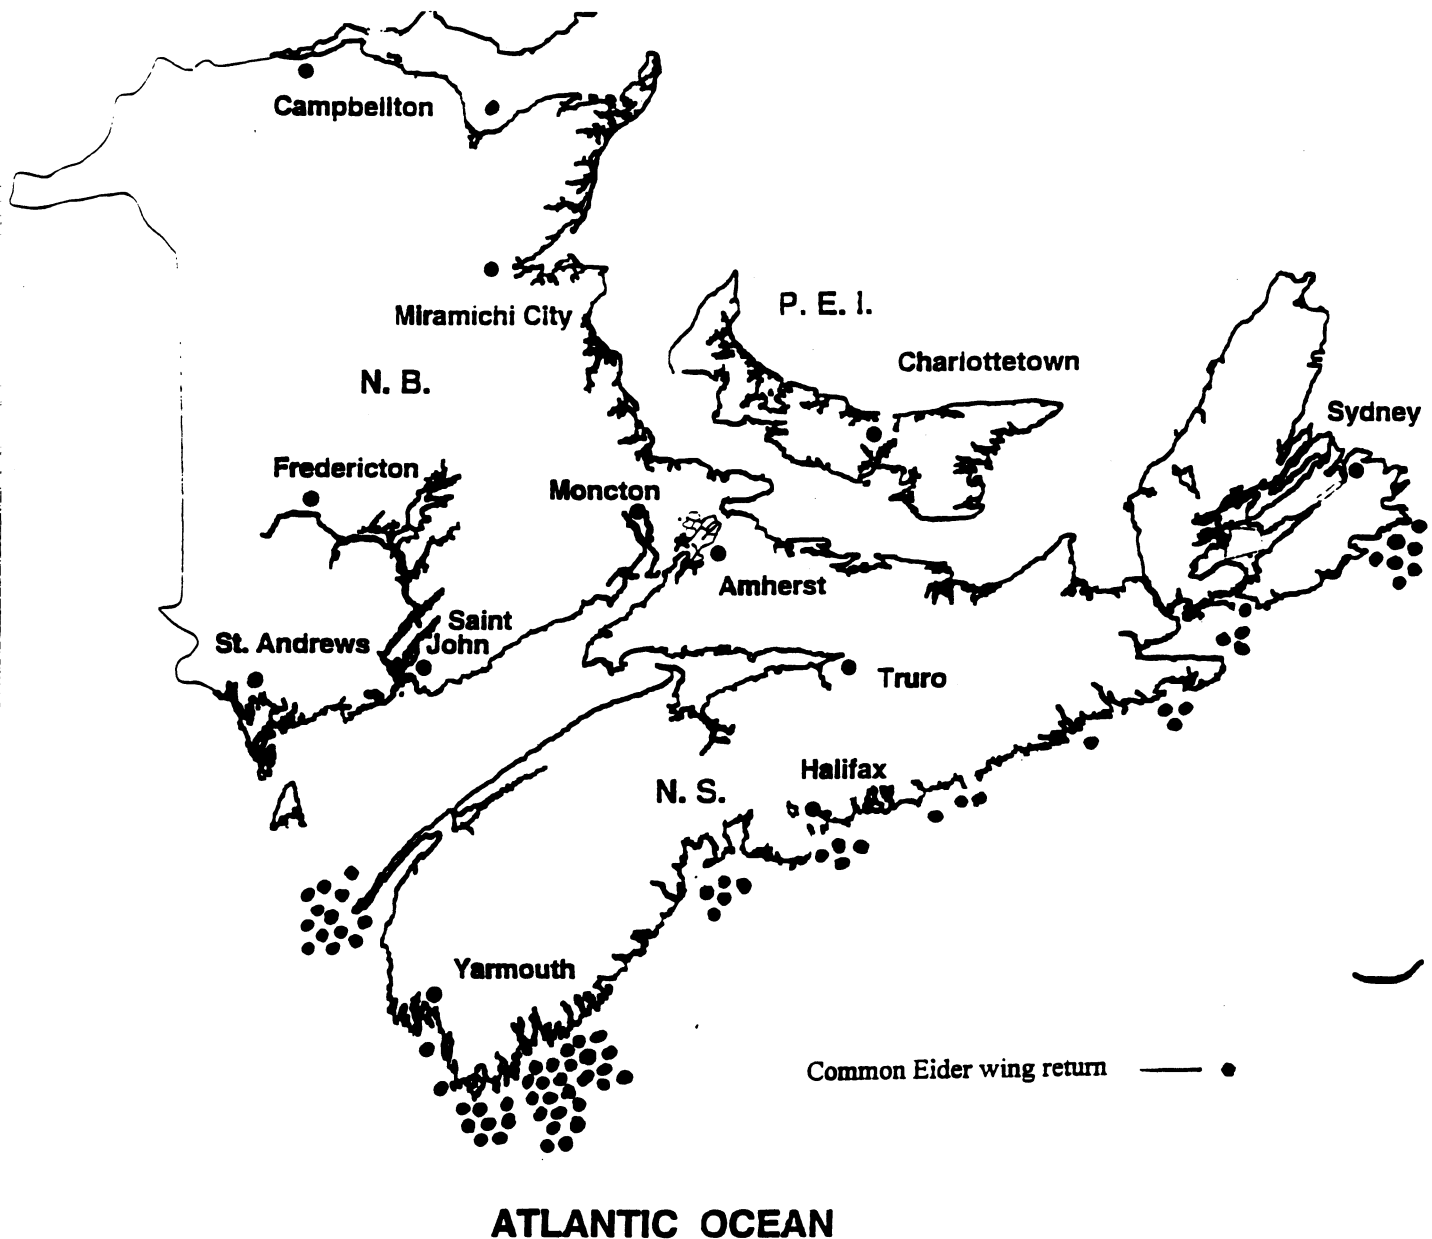 Campbellton
Miramichi City
P. E. I.
Charlottetown
N. B.
Sydney
Fredericton
Moncton
Amherst
Saint
John
St. Andrews
Truro
Halifax
N. S.
Yarmouth
Common Eider wing return
ATLANTIC OCEAN